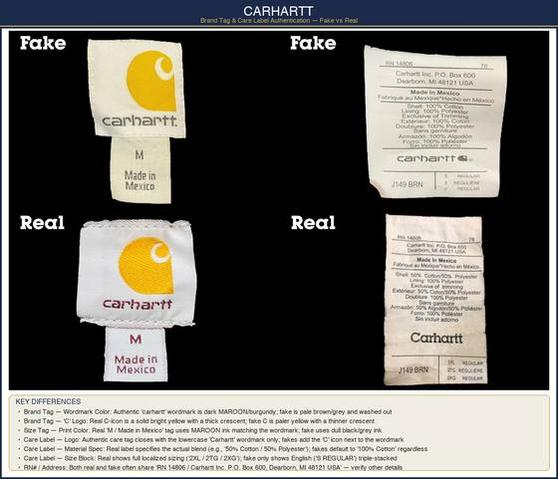 CARHARTT
Brand Tag & Care Label Authentication — Fake vs Real
Fake
carhartt.
M
Made in
Mexico
Fake
RN 14806 78
Carhartt Inc. P.O. Box 600
Dearborn, MI 48121 USA
Made in Mexico
Fabriqué au Mexique*Hecho en México
Shell: 100% Cotton
Lining: 100% Polyester
Exclusive of Trimming
Extérieur: 100% Coton
Doublure: 100% Polyester
Sans garniture
Armazón: 100% Algodón
Forro: 100% Poliéster
Sin incluir adorno
carhartt
J149 BRN
S REGULAR
REGULIERE
REGULAR
Real
carhartt
M
Made in
Mexico
Real
RN 14806 78
Carhartt, Inc. P.O. Box 600
Dearborn, MI 48121 USA
Made In Mexico
Fabriqué au Mexique*Hecho en México
Shell: 50% Cotton/50% Polyester
Lining: 100% Polyester
Exclusive of Trimming
Extérieur: 50% Coton/50% Polyester
Doublure: 100% Polyester
Sans garniture
Armazón: 50% Algodón/50% Poliéster
Forro: 100% Poliéster
Sin incluir adorno
Carhartt
J149 BRN
2XL REGULAR
2TG REGULIERE
2XG REGULAR
KEY DIFFERENCES
• Brand Tag — Wordmark Color: Authentic 'carhartt' wordmark is dark MAROON/burgundy; fake is pale brown/grey and washed out
• Brand Tag — 'C' Logo: Real C-icon is a solid bright yellow with a thick crescent; fake C is paler yellow with a thinner crescent
• Size Tag — Print Color: Real 'M / Made in Mexico' tag uses MAROON ink matching the wordmark; fake uses dull black/grey ink
• Care Label — Logo: Authentic care tag closes with the lowercase 'Carhartt' wordmark only; fakes add the 'C' icon next to the wordmark
• Care Label — Material Spec: Real label specifies the actual blend (e.g., '50% Cotton / 50% Polyester'); fakes default to '100% Cotton' regardless
• Care Label — Size Block: Real shows full localized sizing ('2XL / 2TG / 2XG'); fake only shows English ('S REGULAR') triple-stacked
• RN# / Address: Both real and fake often share 'RN 14806 / Carhartt Inc. P.O. Box 600, Dearborn, MI 48121 USA' — verify other details